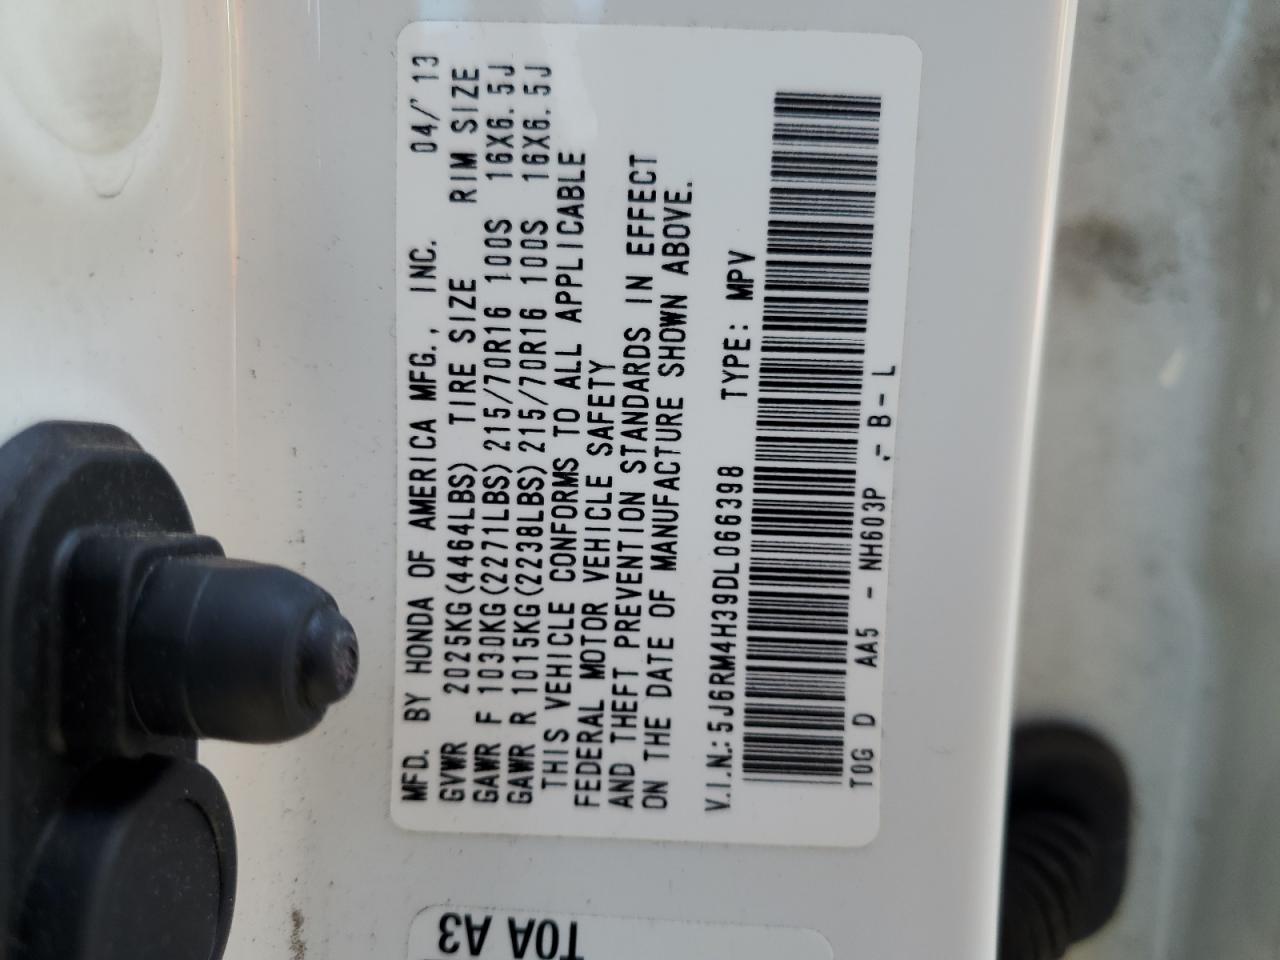 MFD. BY HONDA OF AMERICA MFG., INC. 04/'13
GVWR 2025KG(4464LBS) TIRE SIZE RIM SIZE
GAWR F 1030KG(2271LBS)215/70R16 100S 16X6.5J
GAWR R 1015KG(2238LBS)215/70R16 100S 16X6.5J
THIS VEHICLE CONFORMS TO ALL APPLICABLE
FEDERAL MOTOR VEHICLE SAFETY
AND THEFT PREVENTION STANDARDS IN EFFECT
ON THE DATE OF MANUFACTURE SHOWN ABOVE.
V.I.N.: 5J6RM4H39DL066398 TYPE: MPV
T0G D AA5 - NH603P .- B - L
T0A A3